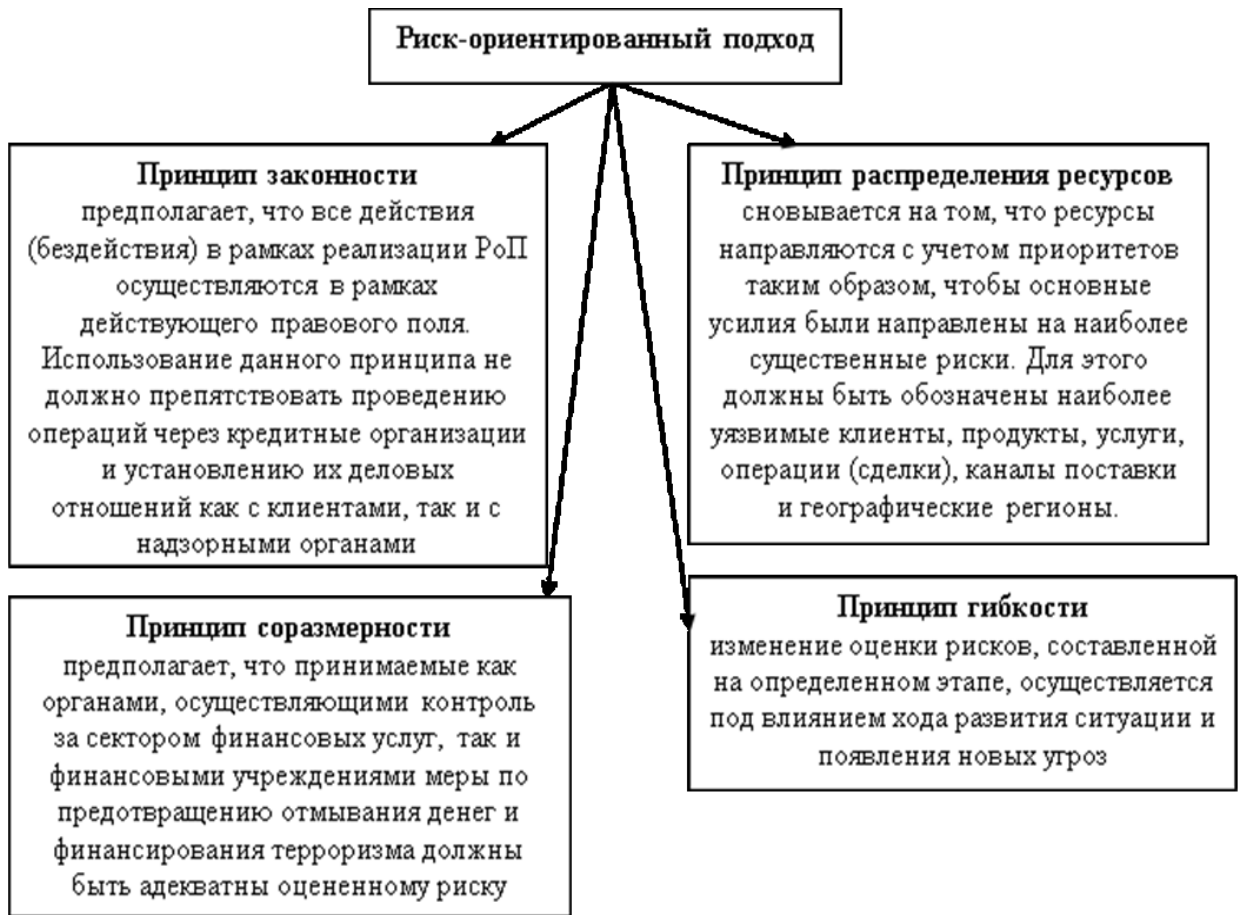 Риск-ориентированный подход
Принцип законности
предполагает, что все действия
(бездействия) в рамках реализации РоП
осуществляются в рамках
действующего правового поля.
Использование данного принципа не
должно препятствовать проведению
операций через кредитные организации
и установлению их деловых
отношений как с клиентами, так и с
надзорными органами
Принцип распределения ресурсов
сновывается на том, что ресурсы
направляются с учетом приоритетов
таким образом, чтобы основные
усилия были направлены на наиболее
существенные риски. Для этого
должны быть обозначены наиболее
уязвимые клиенты, продукты, услуги,
операции (сделки), каналы поставки
и географические регионы.
Принцип соразмерности
предполагает, что принимаемые как
органами, осуществляющими контроль
за сектором финансовых услуг, так и
финансовыми учреждениями меры по
предотвращению отмывания денег и
финансирования терроризма должны
быть адекватны оцененному риску
Принцип гибкости
изменение оценки рисков, составленной
на определенном этапе, осуществляется
под влиянием хода развития ситуации и
появления новых угроз